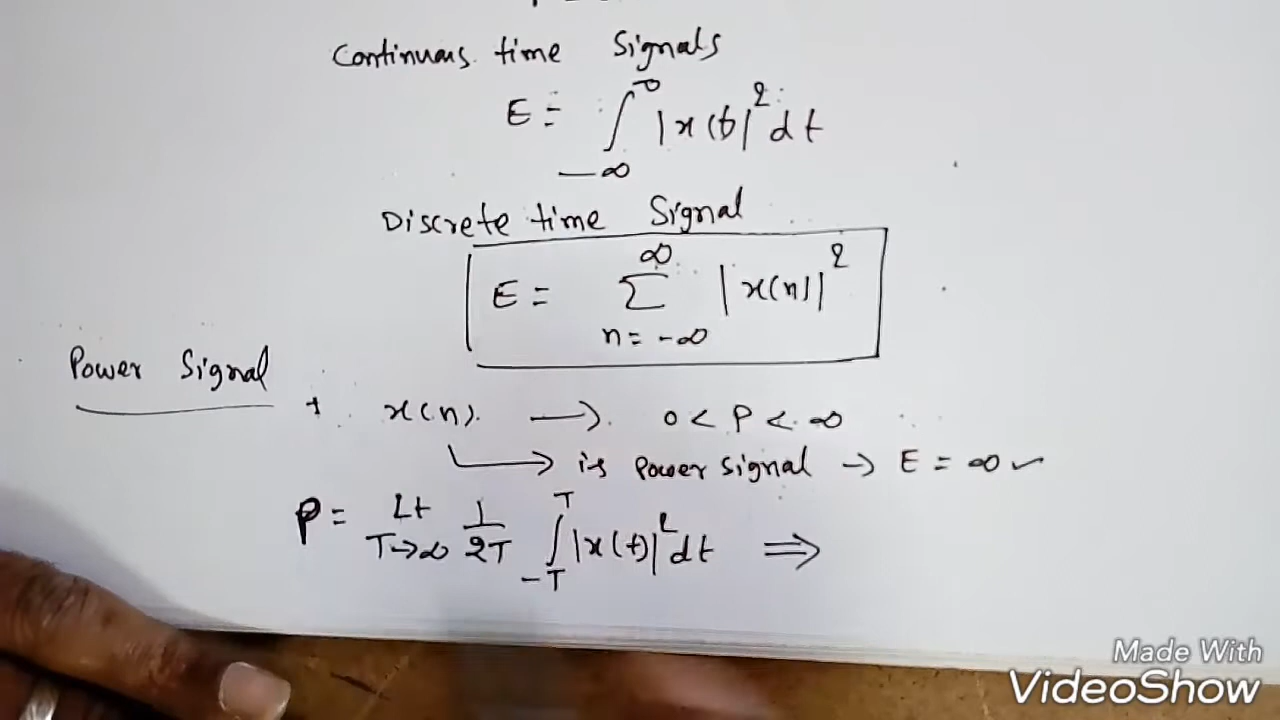 Continuous time Signals
E = ∫_{-∞}^{∞} |x(t)|² dt
Discrete time Signal
E = Σ_{n=-∞}^{∞} |x(n)|²
Power Signal
+ x(n). → 0 < P < ∞
↳ is power signal → E = ∞ ✓
P = Lt_{T→∞} 1/2T ∫_{-T}^{T} |x(t)|² dt ⇒
Made With
VideoShow